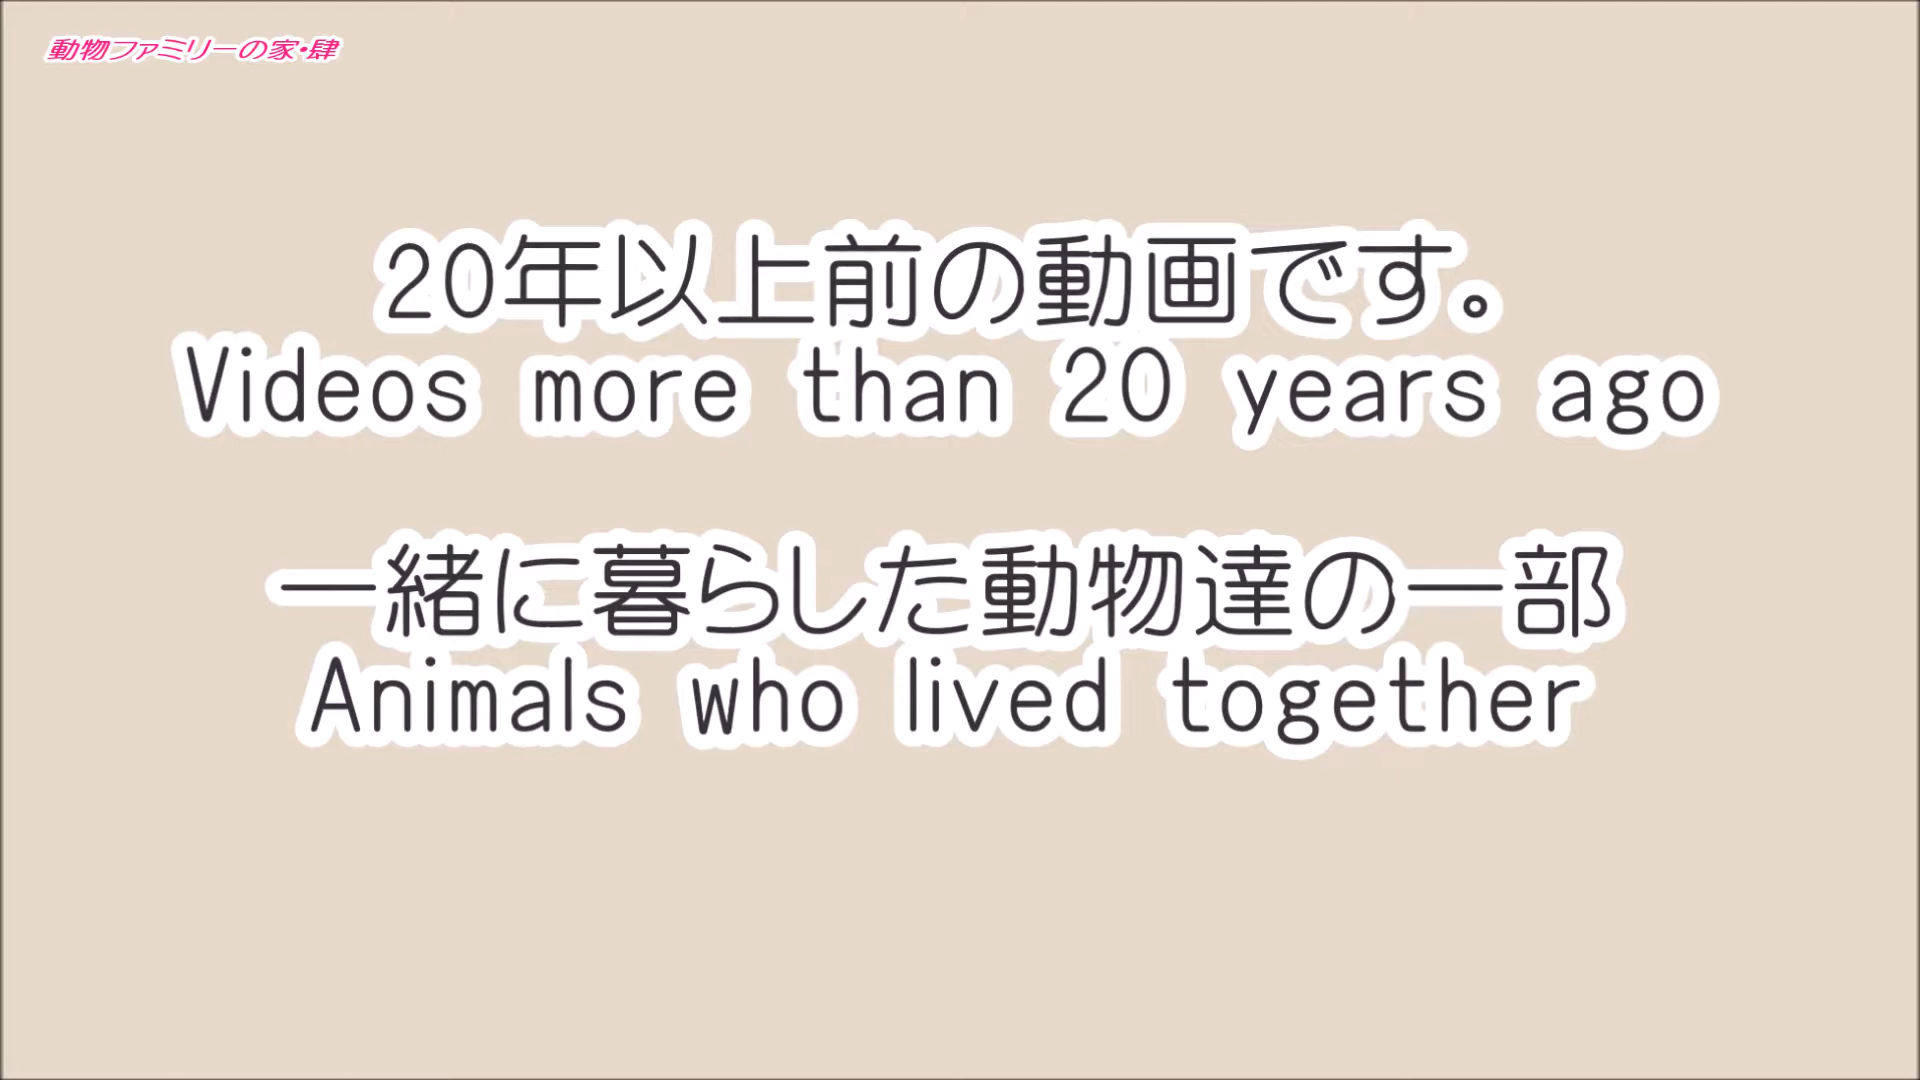 動物ファミリーの家・肆
20年以上前の動画です。
Videos more than 20 years ago
一緒に暮らした動物達の一部
Animals who lived together